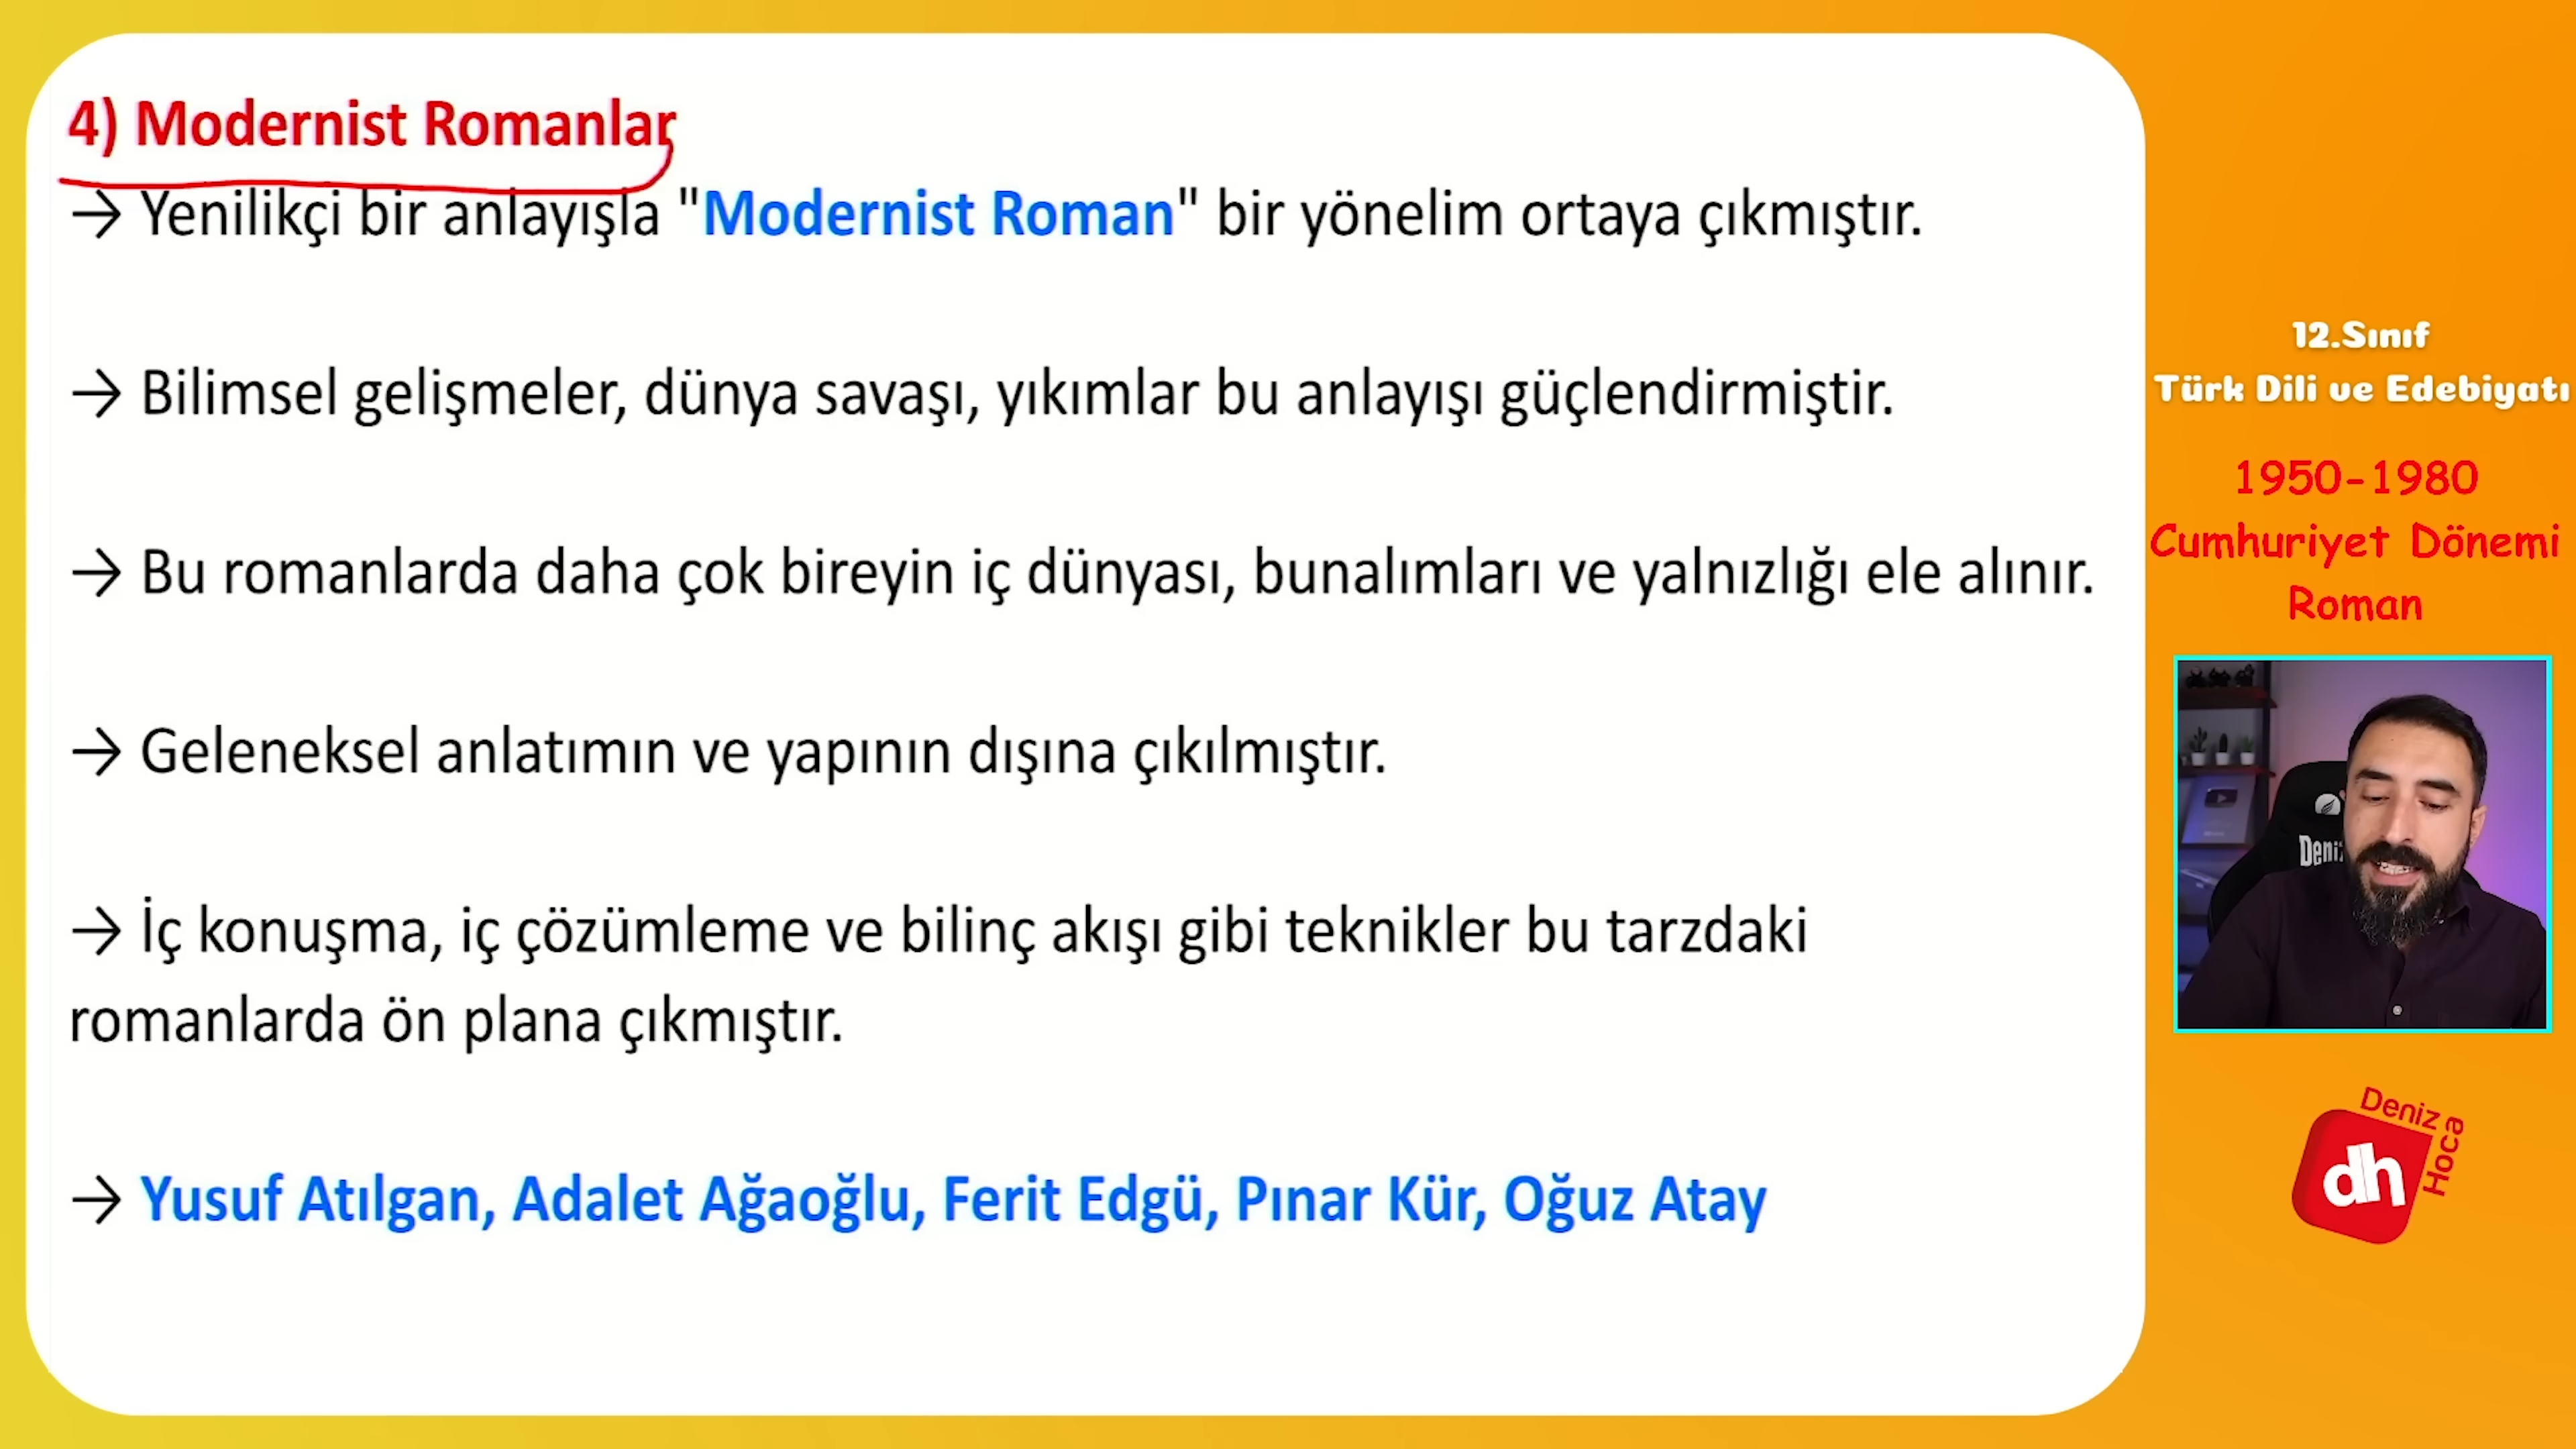 4) Modernist Romanlar
→ Yenilikçi bir anlayışla "Modernist Roman" bir yönelim ortaya çıkmıştır.
→ Bilimsel gelişmeler, dünya savaşı, yıkımlar bu anlayışı güçlendirmiştir.
→ Bu romanlarda daha çok bireyin iç dünyası, bunalımları ve yalnızlığı ele alınır.
→ Geleneksel anlatımın ve yapının dışına çıkılmıştır.
→ İç konuşma, iç çözümleme ve bilinç akışı gibi teknikler bu tarzdaki
romanlarda ön plana çıkmıştır.
→ Yusuf Atılgan, Adalet Ağaoğlu, Ferit Edgü, Pınar Kür, Oğuz Atay
12.Sınıf
Türk Dili ve Edebiyatı
1950-1980
Cumhuriyet Dönemi
Roman
Deniz
Deniz
Hoca
dh